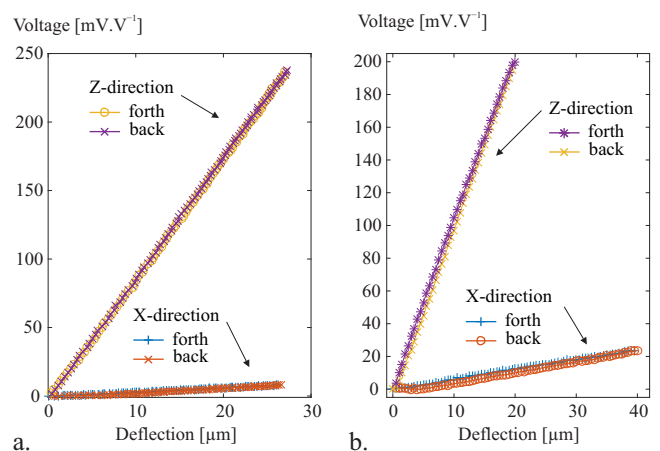 Voltage [mV.V⁻¹]
250
200
150
100
50
0
Z-direction
forth
back
X-direction
forth
back
0
10
20
30
Deflection [µm]
a.
Voltage [mV.V⁻¹]
200
180
160
140
120
100
80
60
40
20
0
Z-direction
forth
back
X-direction
forth
back
0
10
20
30
40
Deflection [µm]
b.